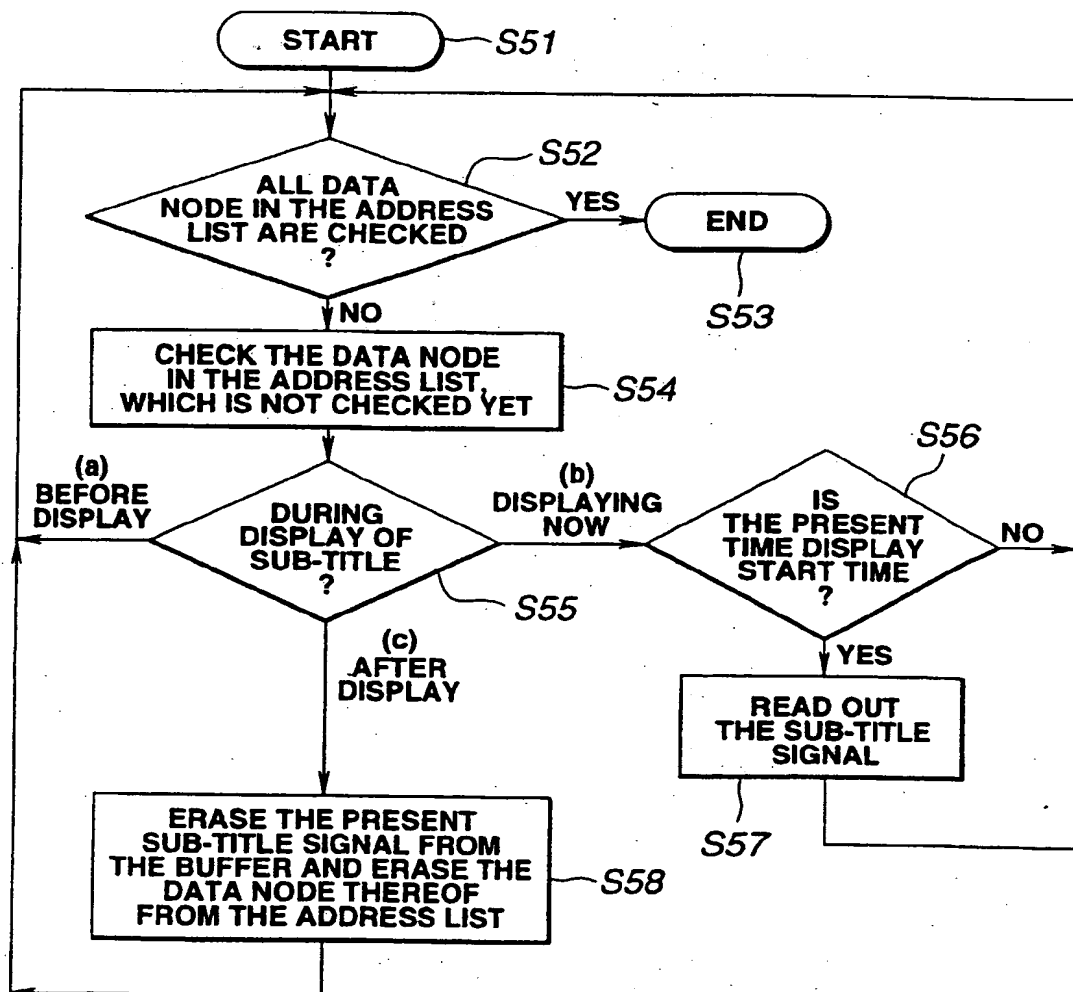 START
S51
S52
ALL DATA
NODE IN THE ADDRESS
LIST ARE CHECKED
?
YES
END
S53
NO
CHECK THE DATA NODE
IN THE ADDRESS LIST,
WHICH IS NOT CHECKED YET
S54
(a)
BEFORE
DISPLAY
DURING
DISPLAY OF
SUB-TITLE
?
S55
(b)
DISPLAYING
NOW
S56
IS
THE PRESENT
TIME DISPLAY
START TIME
?
NO
YES
READ OUT
THE SUB-TITLE
SIGNAL
S57
(c)
AFTER
DISPLAY
ERASE THE PRESENT
SUB-TITLE SIGNAL FROM
THE BUFFER AND ERASE THE
DATA NODE THEREOF
FROM THE ADDRESS LIST
S58